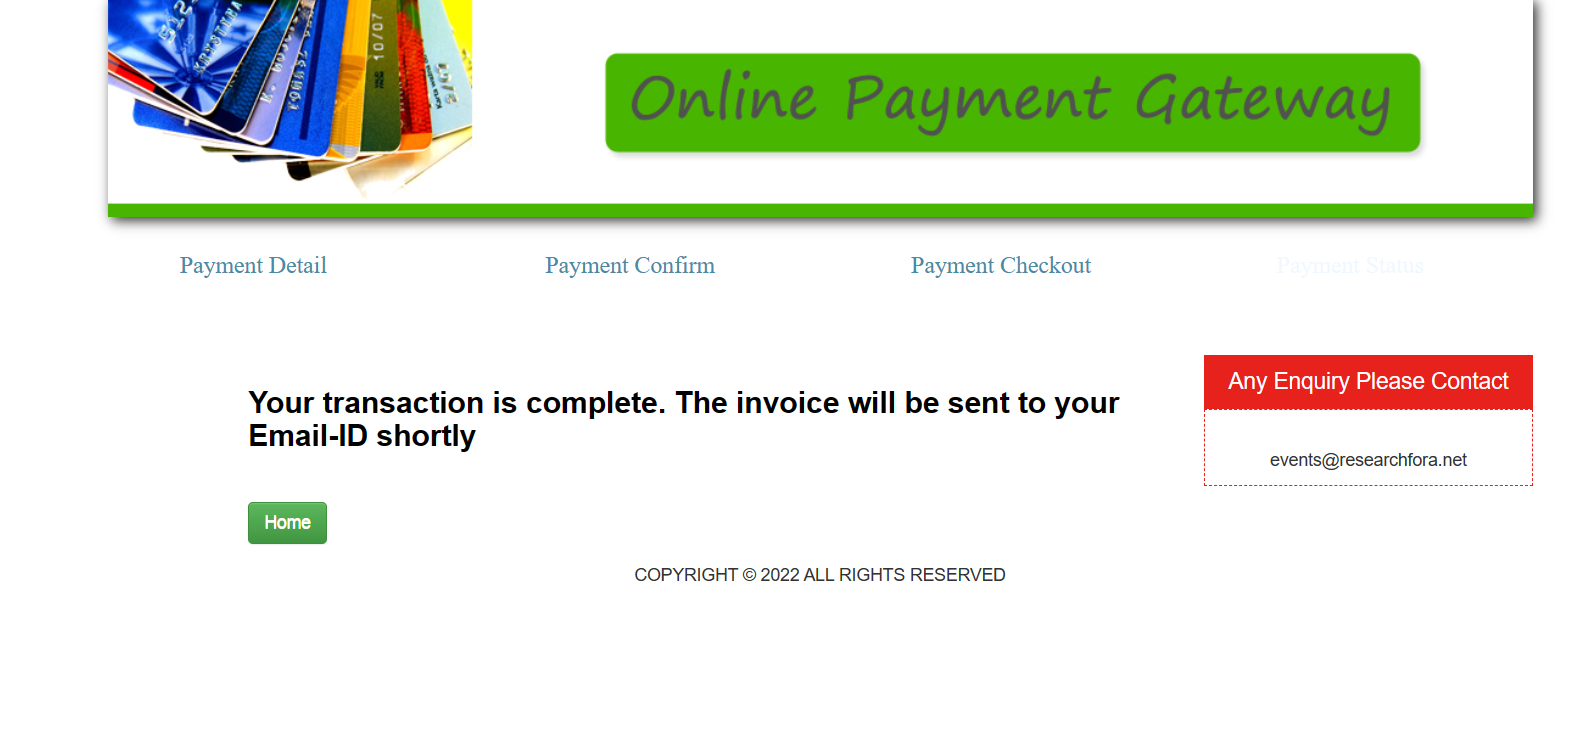 10/07
Online Payment Gateway
Payment Detail
Payment Confirm
Payment Checkout
Payment Status
Any Enquiry Please Contact
Your transaction is complete. The invoice will be sent to your
Email-ID shortly
events@researchfora.net
Home
COPYRIGHT © 2022 ALL RIGHTS RESERVED